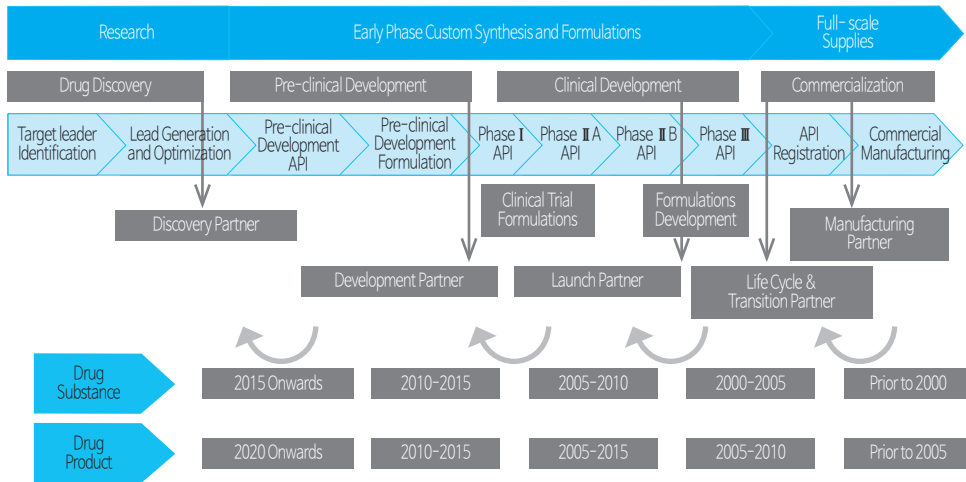 Research
Early Phase Custom Synthesis and Formulations
Full- scale
Supplies
Drug Discovery
Pre-clinical Development
Clinical Development
Commercialization
Target leader
Identification
Lead Generation
and Optimization
Pre-clinical
Development
API
Pre-clinical
Development
Formulation
Phase Ⅰ
API
Phase ⅡA
API
Phase ⅡB
API
Phase Ⅲ
API
API
Registration
Commercial
Manufacturing
Clinical Trial
Formulations
Formulations
Development
Discovery Partner
Manufacturing
Partner
Development Partner
Launch Partner
Life Cycle &
Transition Partner
Drug
Substance
2015 Onwards
2010-2015
2005-2010
2000-2005
Prior to 2000
Drug
Product
2020 Onwards
2010-2015
2005-2015
2005-2010
Prior to 2005